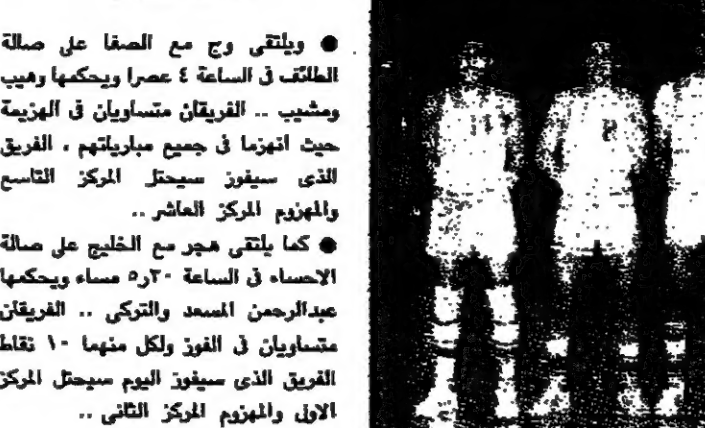 ● ويلتقى وج مع الصفا على صالة
الطائف فى الساعة ٤ عصرا ويحكمها وهيب
ومشيب .. الفريقان متساويان فى الهزيمة
حيث انهزما فى جميع مبارياتهم ، الفريق
الذى سيفوز سيحتل المركز التاسع
والمهزوم المركز العاشر ..
● كما يلتقى هجر مع الخليج على صالة
الاحساء فى الساعة ٥٫٣٠ مساء ويحكمها
عبدالرحمن المسعد والتركى .. الفريقان
متساويان فى الفوز ولكل منهما ١٠ نقاط
الفريق الذى سيفوز اليوم سيحتل المركز
الاول والمهزوم المركز الثانى ..